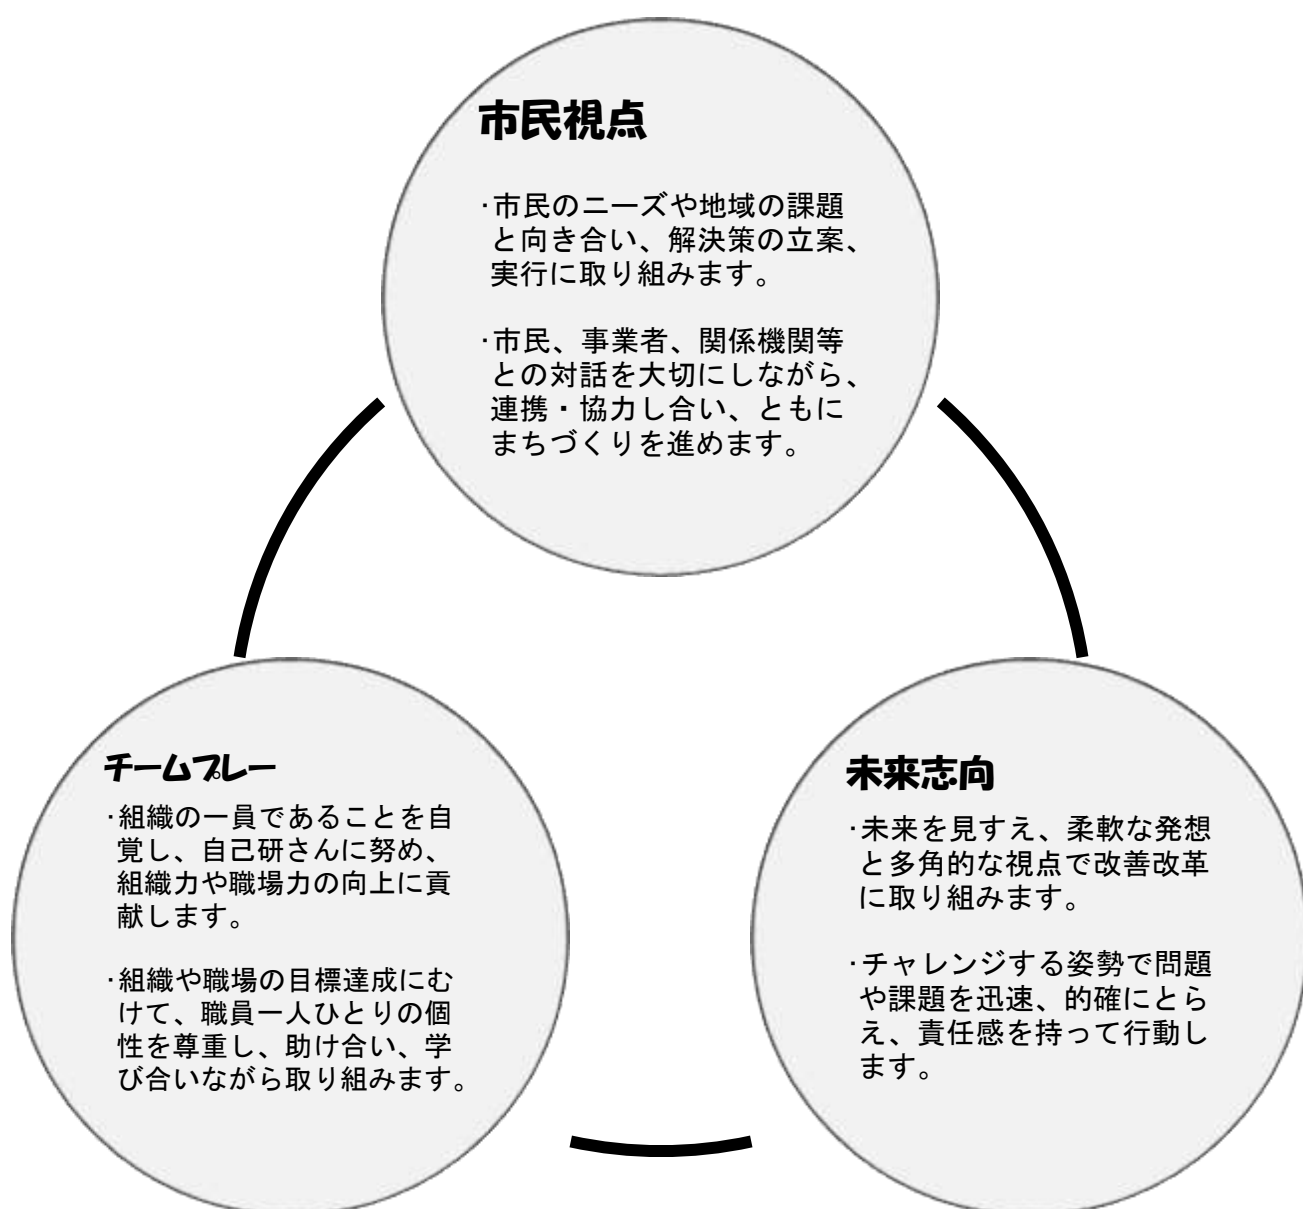 市民視点
・市民のニーズや地域の課題
と向き合い、解決策の立案、
実行に取り組みます。
・市民、事業者、関係機関等
との対話を大切にしながら、
連携・協力し合い、ともに
まちづくりを進めます。
チームプレー
・組織の一員であることを自
覚し、自己研さんに努め、
組織力や職場力の向上に貢
献します。
・組織や職場の目標達成にむ
けて、職員一人ひとりの個
性を尊重し、助け合い、学
び合いながら取り組みます。
未来志向
・未来を見すえ、柔軟な発想
と多角的な視点で改善改革
に取り組みます。
・チャレンジする姿勢で問題
や課題を迅速、的確にとら
え、責任感を持って行動し
ます。